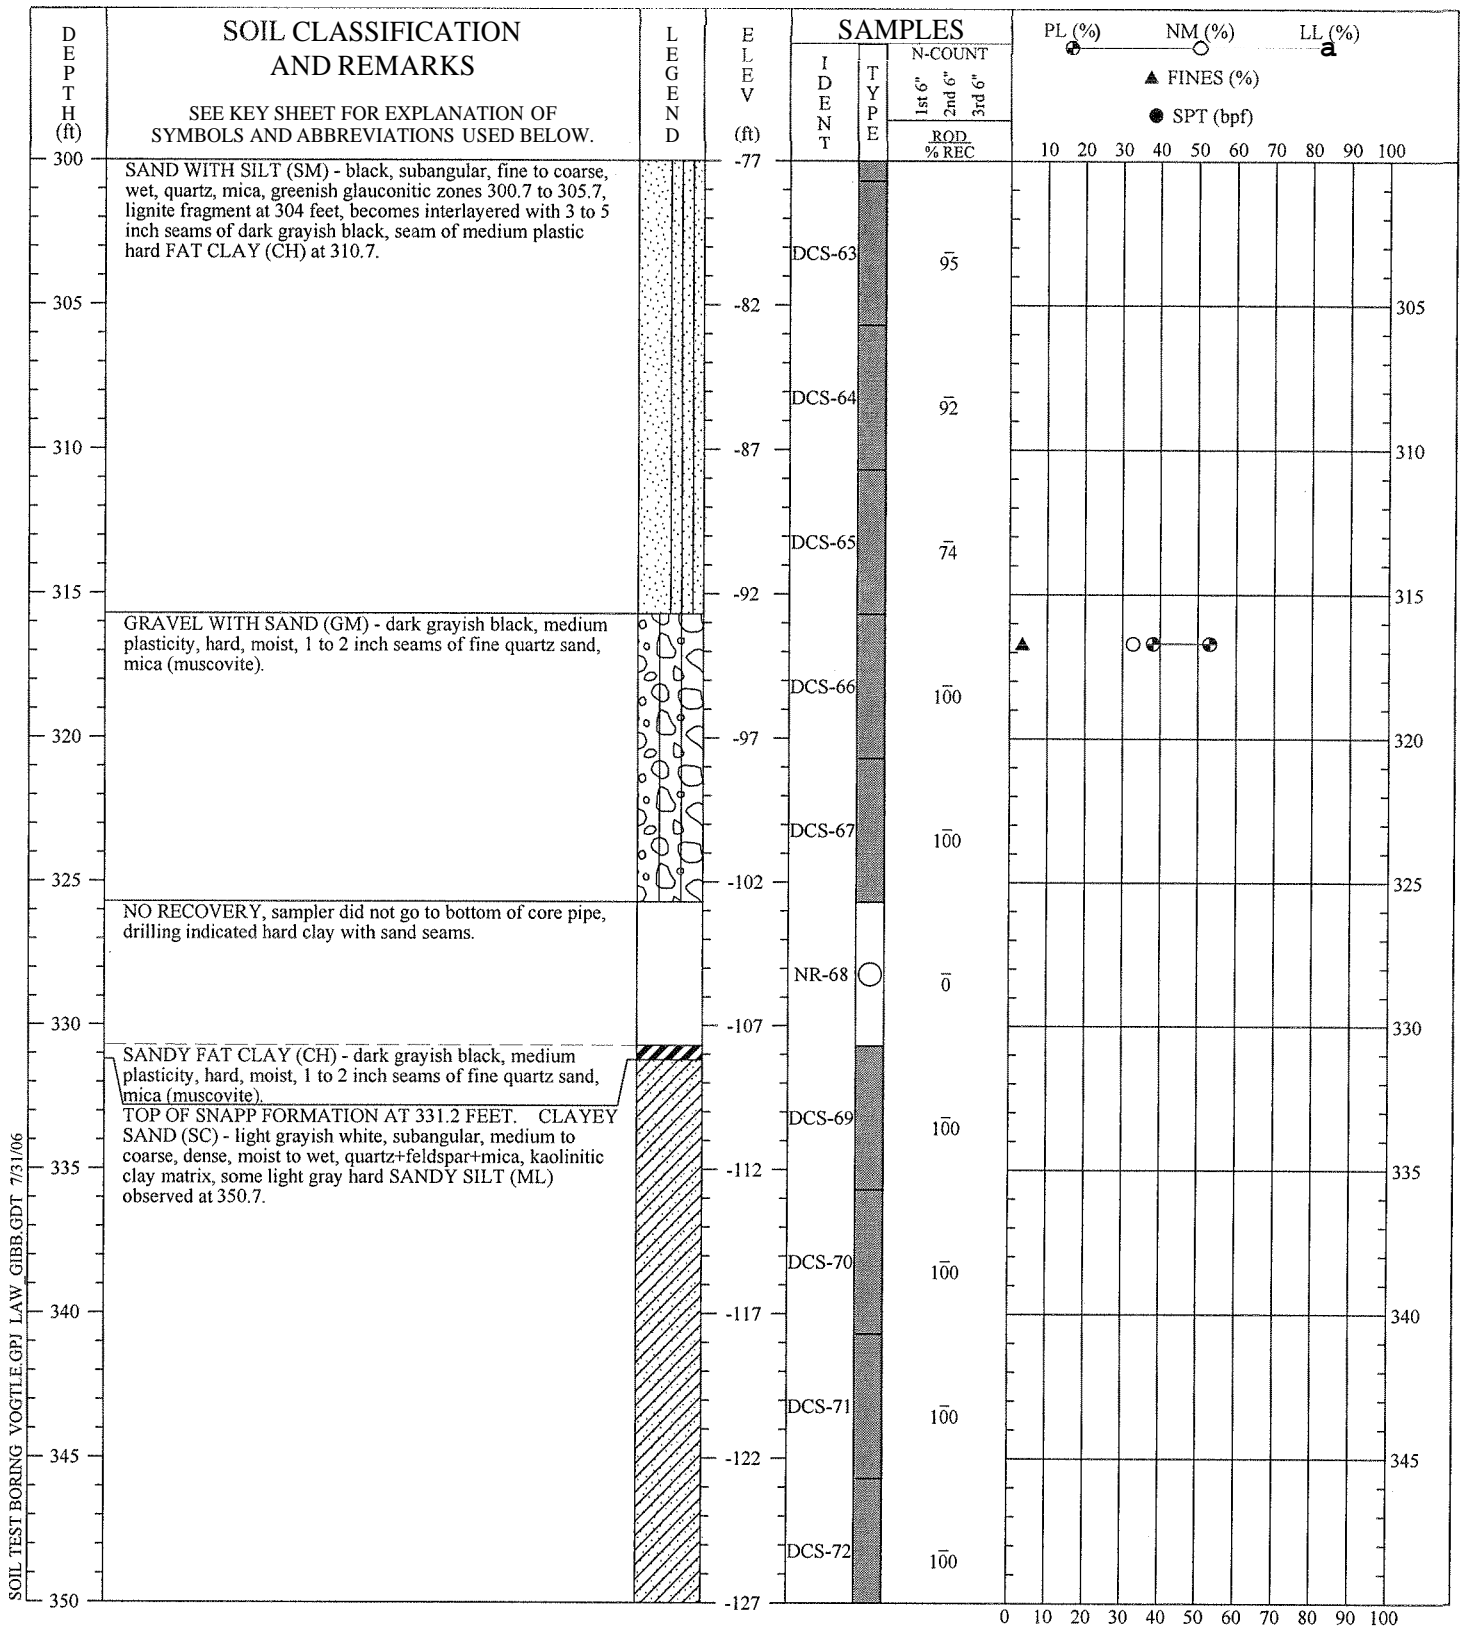 DEPTH (ft)
SOIL CLASSIFICATION
AND REMARKS
SEE KEY SHEET FOR EXPLANATION OF
SYMBOLS AND ABBREVIATIONS USED BELOW.
LEGEND
ELEV (ft)
SAMPLES
IDENT
TYPE
N-COUNT
1st 6"
2nd 6"
3rd 6"
ROD
% REC
PL (%) NM (%) LL (%)
a
▲ FINES (%)
● SPT (bpf)
10 20 30 40 50 60 70 80 90 100
300
-77
SAND WITH SILT (SM) - black, subangular, fine to coarse,
wet, quartz, mica, greenish glauconitic zones 300.7 to 305.7,
lignite fragment at 304 feet, becomes interlayered with 3 to 5
inch seams of dark grayish black, seam of medium plastic
hard FAT CLAY (CH) at 310.7.
DCS-63
95
305 -82 305
DCS-64
92
310 -87 310
DCS-65
74
315 -92 315
GRAVEL WITH SAND (GM) - dark grayish black, medium
plasticity, hard, moist, 1 to 2 inch seams of fine quartz sand,
mica (muscovite).
DCS-66
100
320 -97 320
DCS-67
100
325 -102 325
NO RECOVERY, sampler did not go to bottom of core pipe,
drilling indicated hard clay with sand seams.
NR-68
0
330 -107 330
SANDY FAT CLAY (CH) - dark grayish black, medium
plasticity, hard, moist, 1 to 2 inch seams of fine quartz sand,
mica (muscovite).
TOP OF SNAPP FORMATION AT 331.2 FEET. CLAYEY
SAND (SC) - light grayish white, subangular, medium to
coarse, dense, moist to wet, quartz+feldspar+mica, kaolinitic
clay matrix, some light gray hard SANDY SILT (ML)
observed at 350.7.
DCS-69
100
335 -112 335
DCS-70
100
340 -117 340
DCS-71
100
345 -122 345
DCS-72
100
350 -127
0 10 20 30 40 50 60 70 80 90 100
SOIL TEST BORING VOGTLE.GPJ LAW_GIBB.GDT 7/31/06